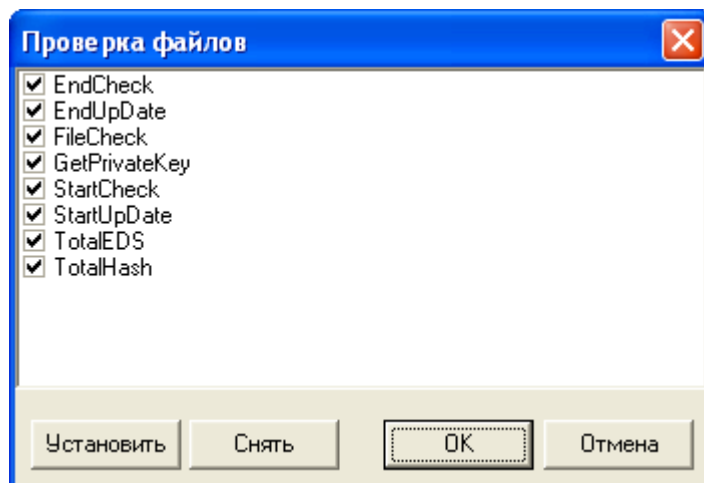 Проверка файлов
EndCheck
EndUpDate
FileCheck
GetPrivateKey
StartCheck
StartUpDate
TotalEDS
TotalHash
Установить Снять OK Отмена